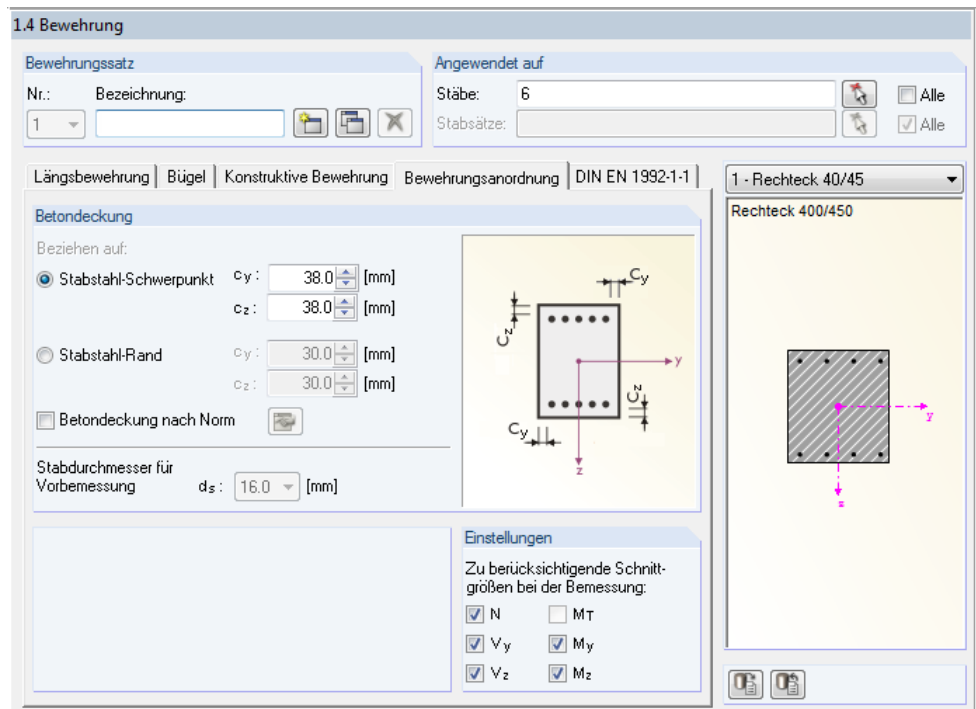 1.4 Bewehrung
Bewehrungssatz
Nr.: Bezeichnung:
1
Angewendet auf
Stäbe: 6 Alle
Stabsätze: Alle
Längsbewehrung Bügel Konstruktive Bewehrung Bewehrungsanordnung DIN EN 1992-1-1
Betondeckung
Beziehen auf:
Stabstahl-Schwerpunkt cy: 38.0 [mm]
cz: 38.0 [mm]
Stabstahl-Rand cy: 30.0 [mm]
cz: 30.0 [mm]
Betondeckung nach Norm
Stabdurchmesser für
Vorbemessung ds: 16.0 [mm]
Cy
Cz
y
Cz
Cy
z
Einstellungen
Zu berücksichtigende Schnitt-
größen bei der Bemessung:
N MT
Vy My
Vz Mz
1 - Rechteck 40/45
Rechteck 400/450
y
z